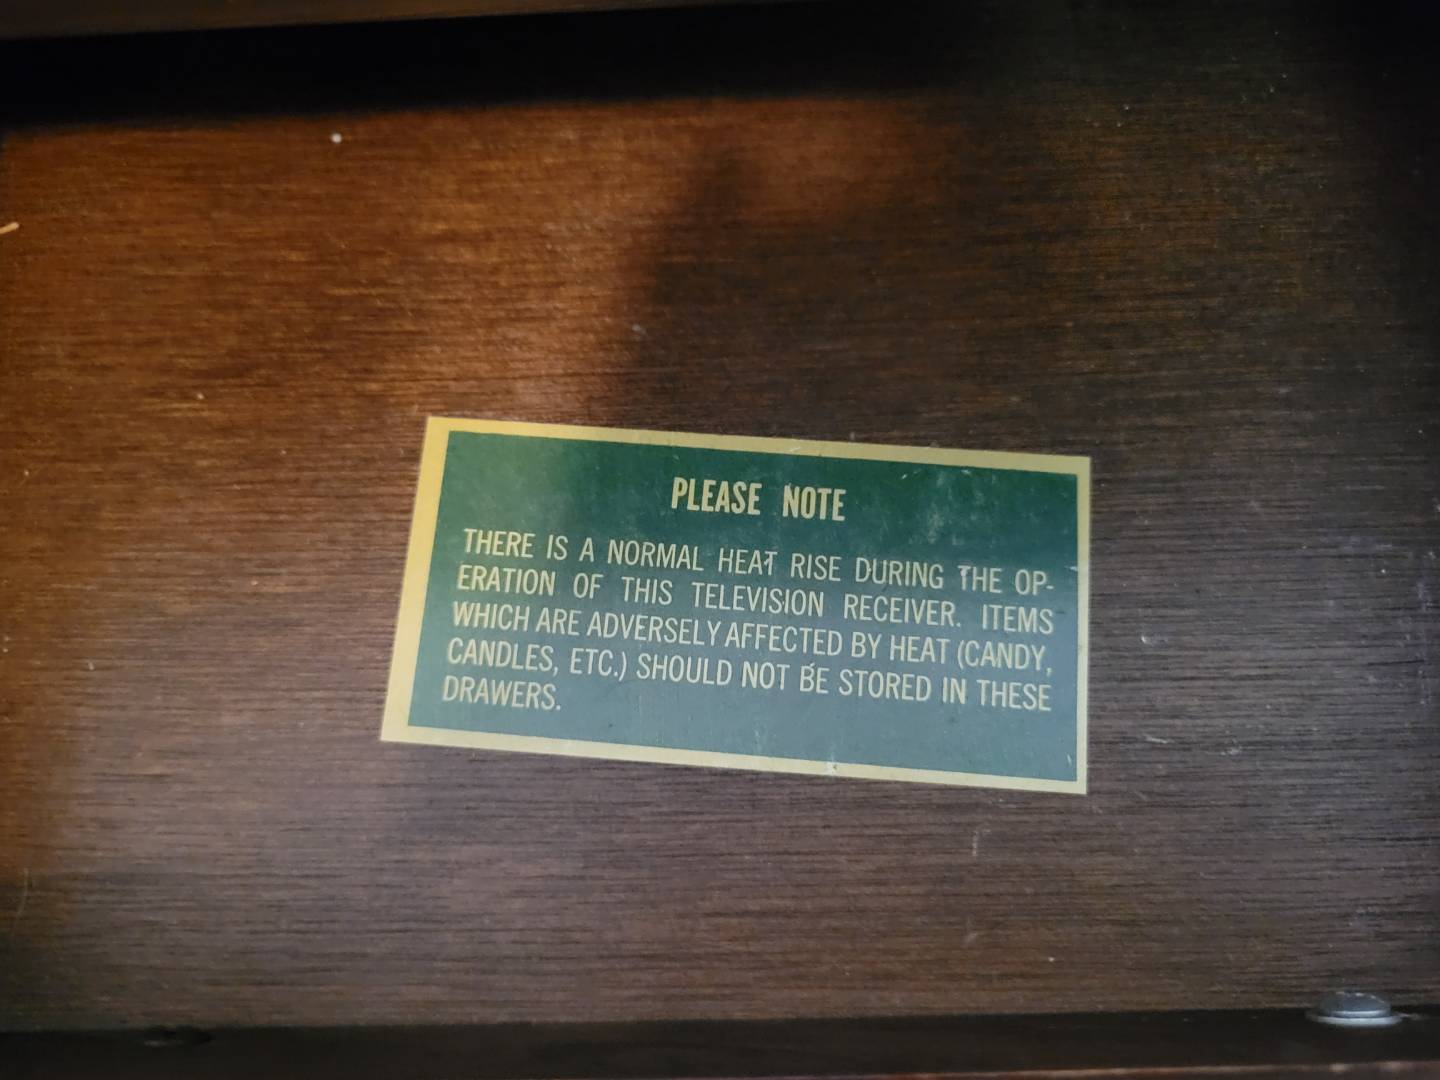 PLEASE NOTE
THERE IS A NORMAL HEAT RISE DURING THE OP-
ERATION OF THIS TELEVISION RECEIVER. ITEMS
WHICH ARE ADVERSELY AFFECTED BY HEAT (CANDY,
CANDLES, ETC.) SHOULD NOT BE STORED IN THESE
DRAWERS.